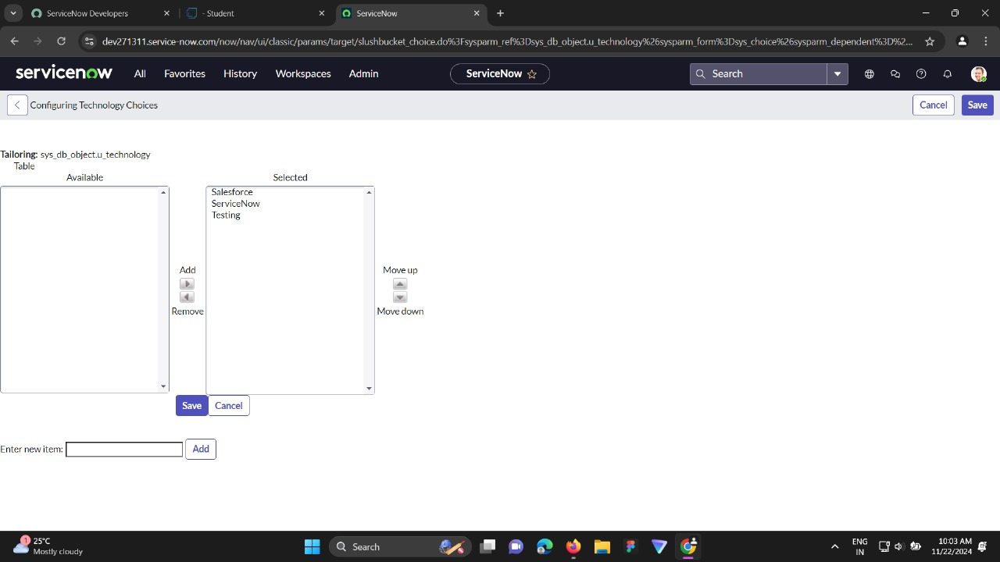 ServiceNow Developers
- Student
ServiceNow
dev271311.service-now.com/now/nav/ui/classic/params/target/slushbucket_choice.do%3Fsysparm_ref%3Dsys_db_object.u_technology%26sysparm_form%3Dsys_choice%26sysparm_dependent%3D%2...
servicenow All Favorites History Workspaces Admin ServiceNow Search
Configuring Technology Choices Cancel Save
Tailoring: sys_db_object.u_technology
Table
Available Selected
Salesforce
ServiceNow
Testing
Add Move up
Remove Move down
Save Cancel
Enter new item: Add
1 25°C
Mostly cloudy
Search
ENG
IN
10:03 AM
11/22/2024